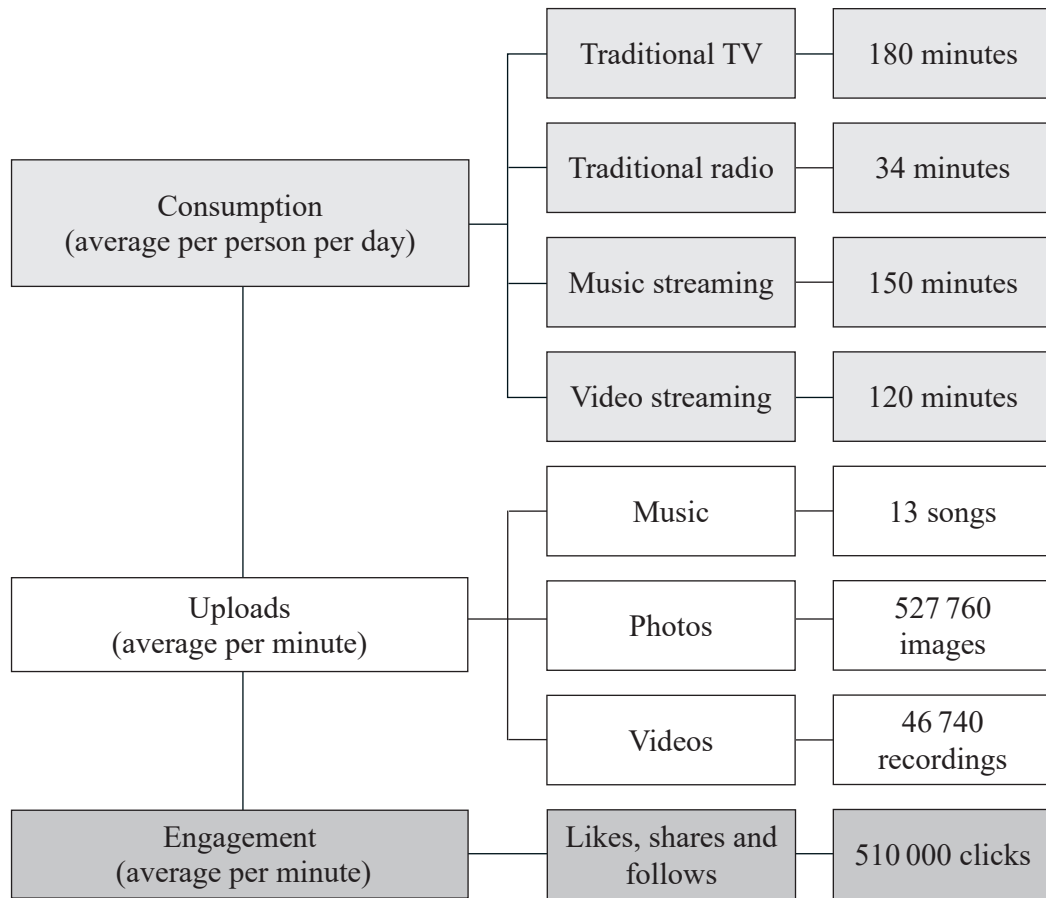 Traditional TV
180 minutes
Traditional radio
34 minutes
Consumption
(average per person per day)
Music streaming
150 minutes
Video streaming
120 minutes
Music
13 songs
Uploads
(average per minute)
Photos
527 760
images
Videos
46 740
recordings
Engagement
(average per minute)
Likes, shares and
follows
510 000 clicks